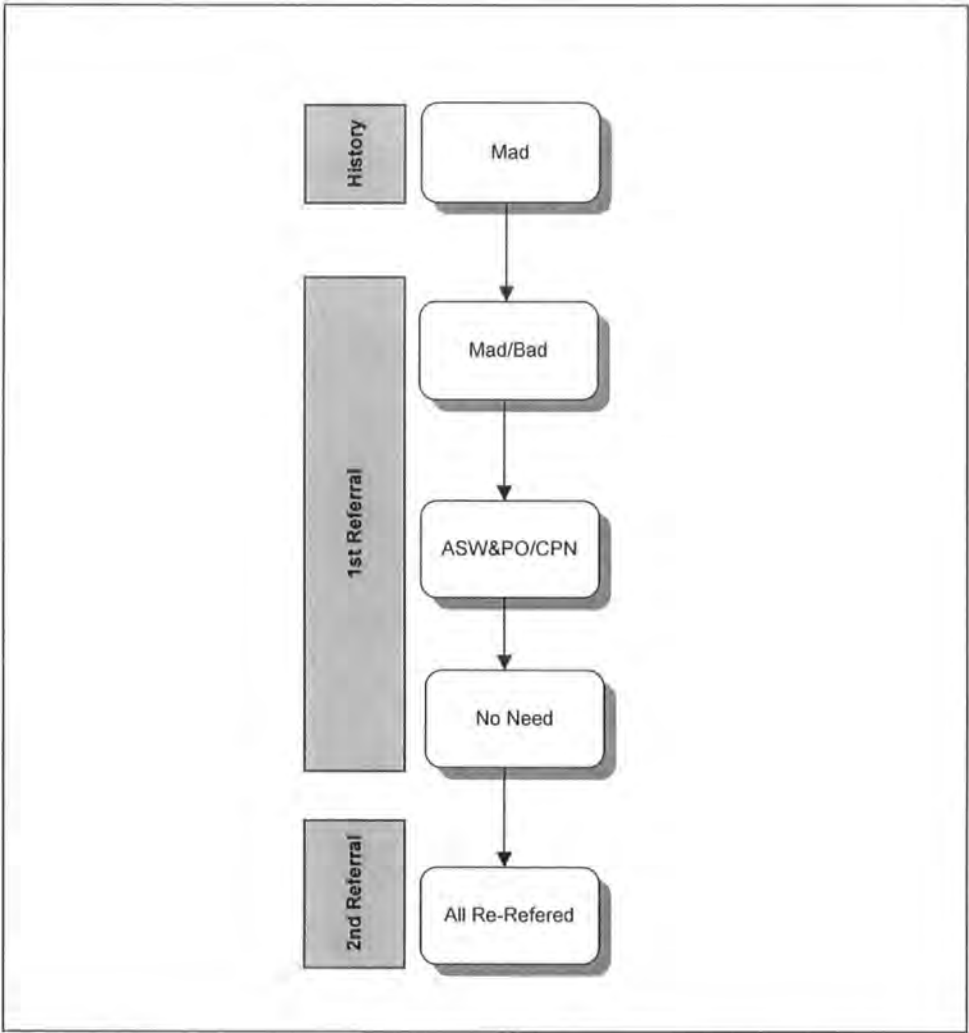 History
Mad
1st Referral
Mad/Bad
ASW&PO/CPN
No Need
2nd Referral
All Re-Refered